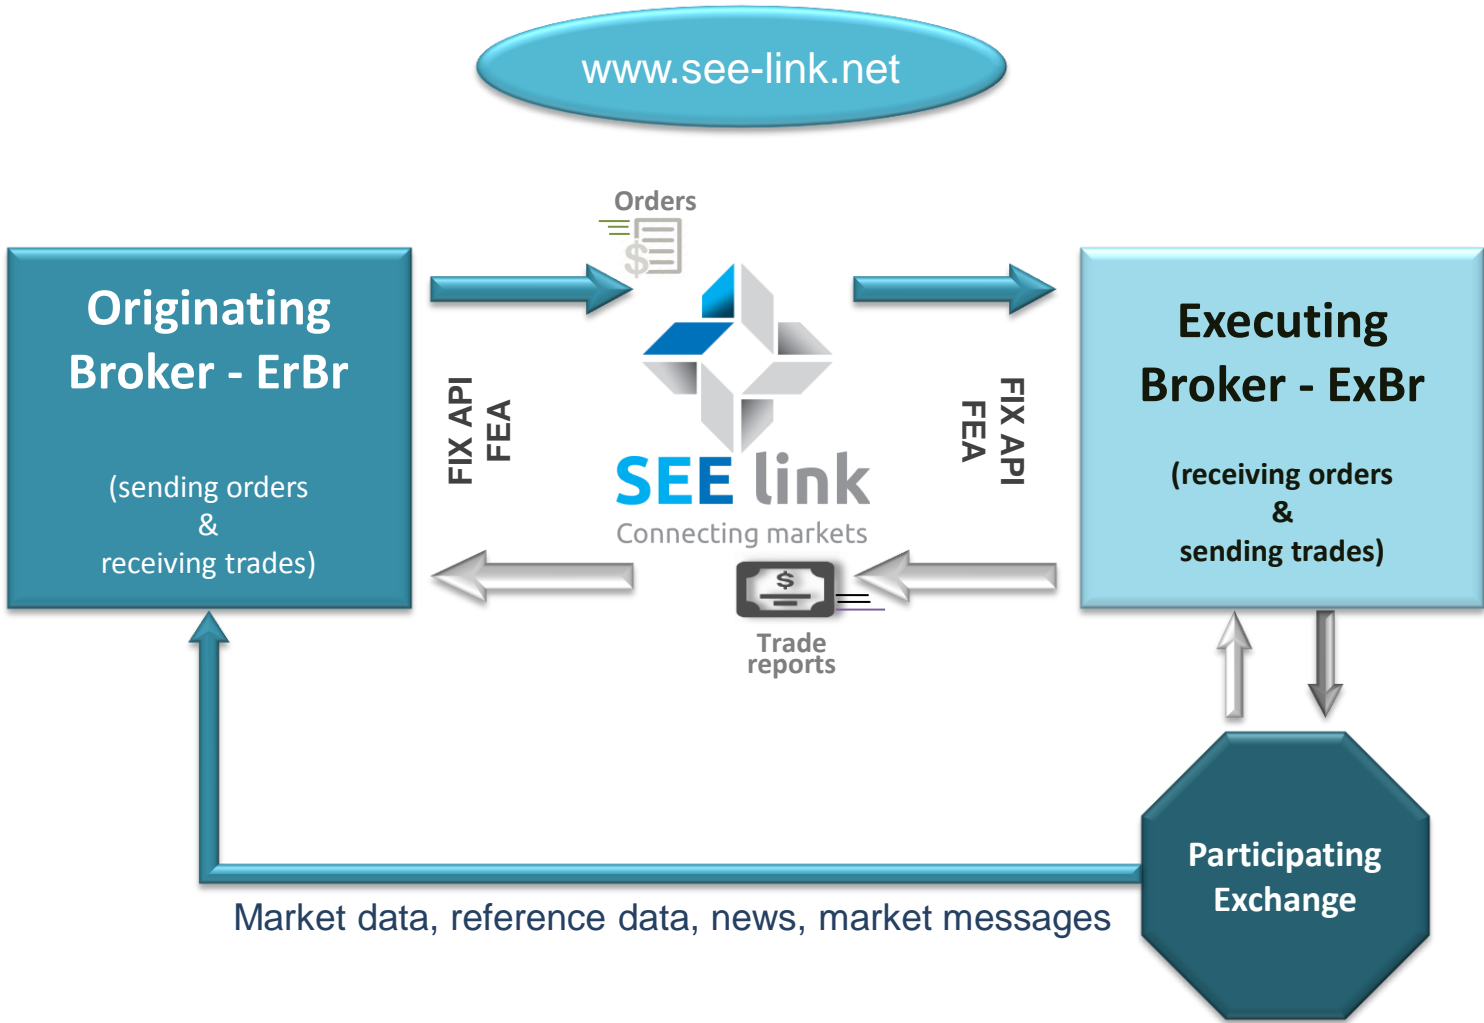 www.see-link.net
Orders
$
Originating
Broker - ErBr
(sending orders
&
receiving trades)
FIX API
FEA
SEE link
Connecting markets
FIX API
FEA
Executing
Broker - ExBr
(receiving orders
&
sending trades)
$
Trade
reports
Participating
Exchange
Market data, reference data, news, market messages